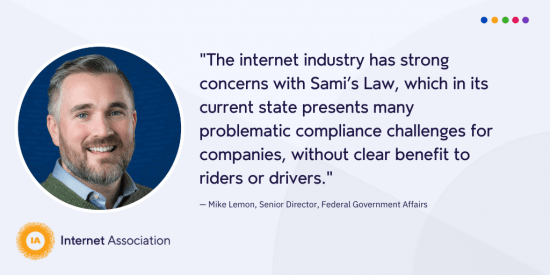 "The internet industry has strong
concerns with Sami’s Law, which in its
current state presents many
problematic compliance challenges for
companies, without clear benefit to
riders or drivers."
— Mike Lemon, Senior Director, Federal Government Affairs
IA
Internet Association